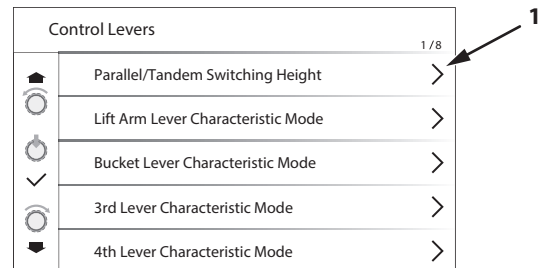 1
Control Levers
1/8
Parallel/Tandem Switching Height
Lift Arm Lever Characteristic Mode
Bucket Lever Characteristic Mode
3rd Lever Characteristic Mode
4th Lever Characteristic Mode